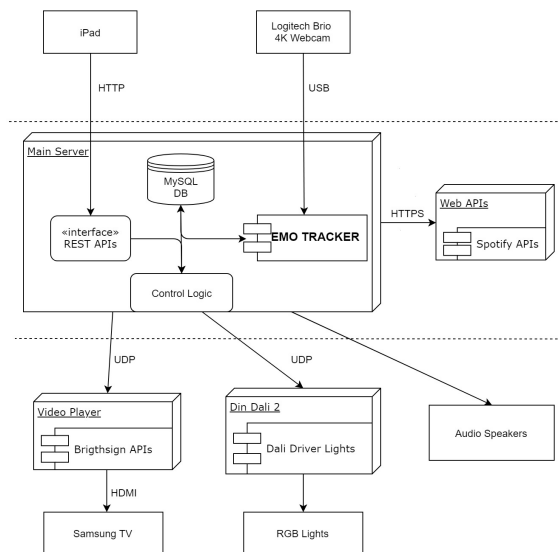 iPad
Logitech Brio
4K Webcam
HTTP
USB
Main Server
MySQL
DB
HTTPS
Web APIs
Spotify APIs
«interface»
REST APIs
EMO TRACKER
Control Logic
UDP
UDP
Video Player
Brigthsign APIs
Din Dali 2
Dali Driver Lights
Audio Speakers
HDMI
Samsung TV
RGB Lights